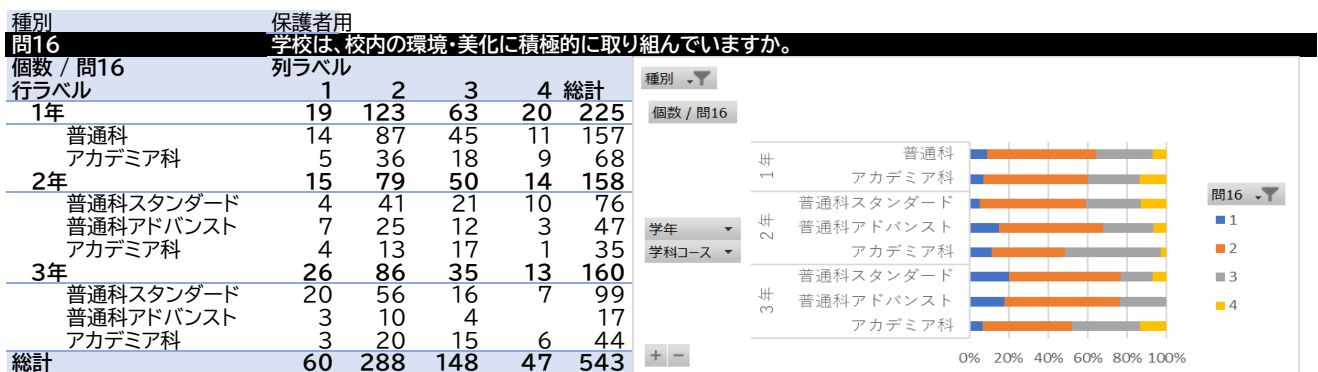 種別 保護者用
問16 学校は、校内の環境・美化に積極的に取り組んでいますか。
個数 / 問16 列ラベル
行ラベル 1 2 3 4 総計
1年 19 123 63 20 225
普通科 14 87 45 11 157
アカデミア科 5 36 18 9 68
2年 15 79 50 14 158
普通科スタンダード 4 41 21 10 76
普通科アドバンスト 7 25 12 3 47
アカデミア科 4 13 17 1 35
3年 26 86 35 13 160
普通科スタンダード 20 56 16 7 99
普通科アドバンスト 3 10 4 17
アカデミア科 3 20 15 6 44
総計 60 288 148 47 543
種別
個数 / 問16
学年
学科コース
1年
普通科
アカデミア科
2年
普通科スタンダード
普通科アドバンスト
アカデミア科
3年
普通科スタンダード
普通科アドバンスト
アカデミア科
0% 20% 40% 60% 80% 100%
問16
1
2
3
4
+ −